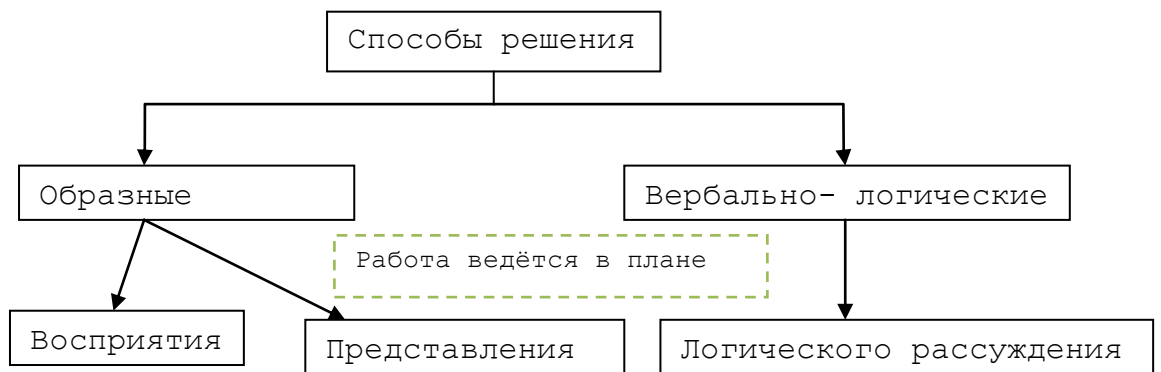 Способы решения
Образные
Вербально- логические
Работа ведётся в плане
Восприятия
Представления
Логического рассуждения